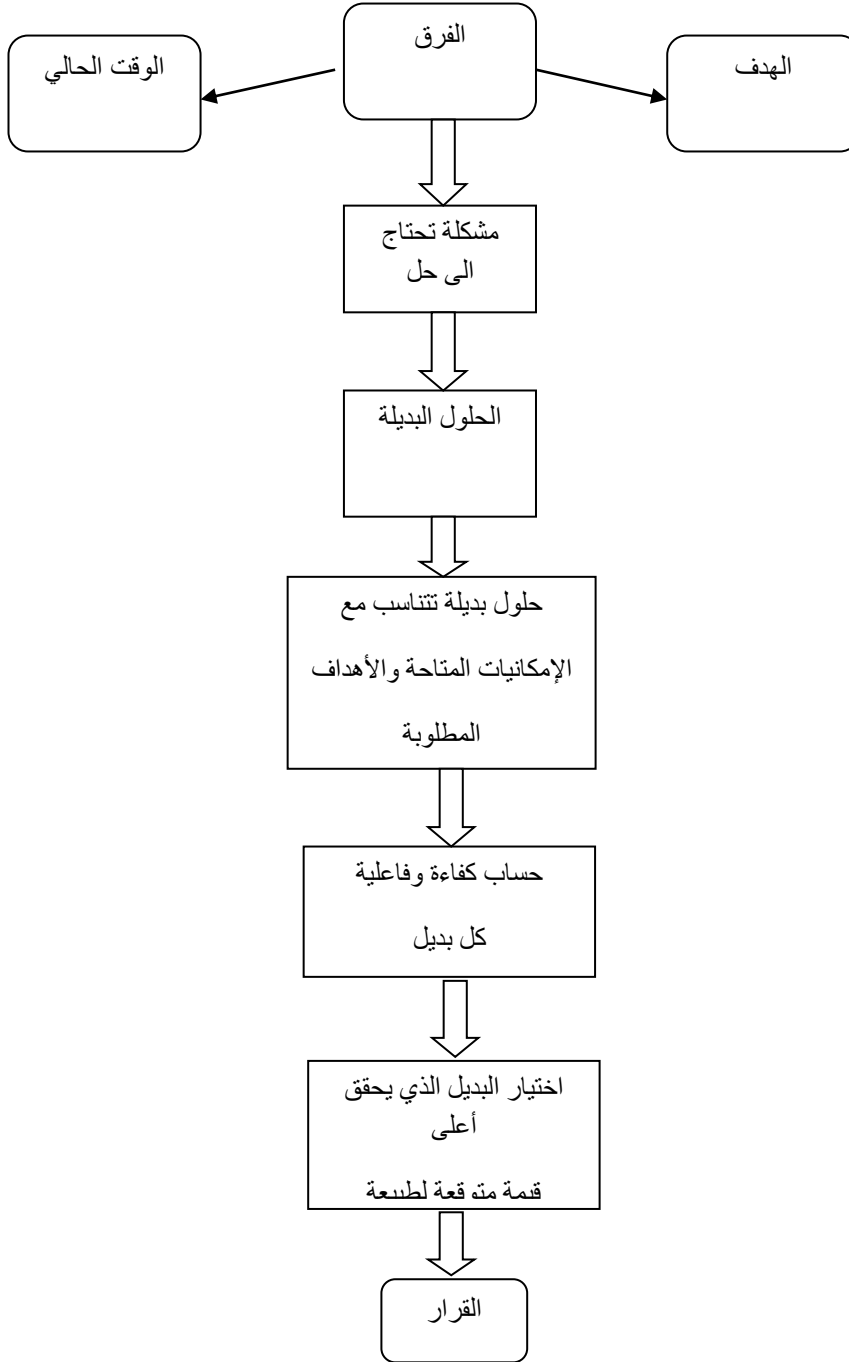 الفرق
الهدف
الوقت الحالي
مشكلة تحتاج
الى حل
الحلول البديلة
حلول بديلة تتناسب مع
الإمكانيات المتاحة والأهداف
المطلوبة
حساب كفاءة وفاعلية
كل بديل
اختيار البديل الذي يحقق
أعلى
قيمة متوقعة لطبيعة
القرار